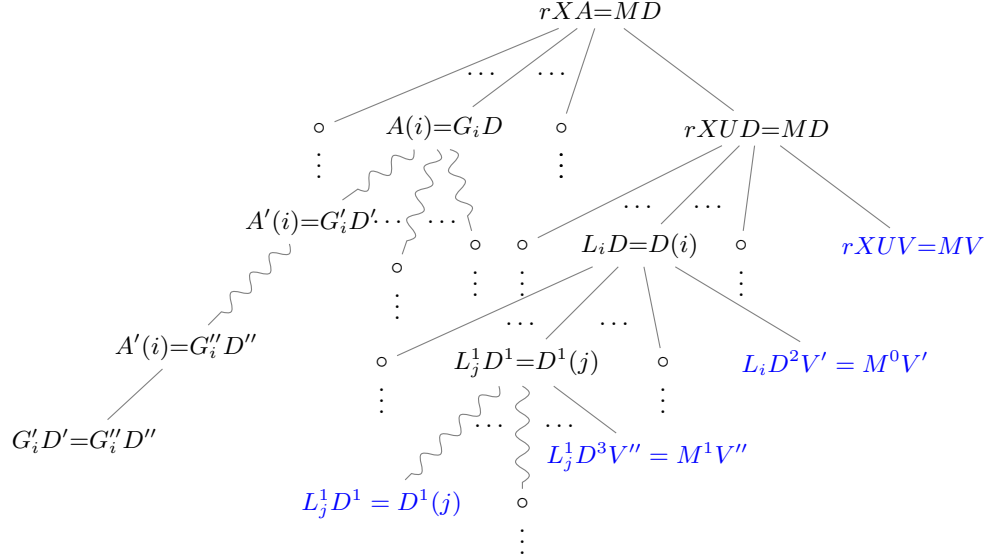 rXA=MD
... ...
A(i)=G_iD
rXUD=MD
... ...
A'(i)=G'_iD'
... ...
L_iD=D(i)
rXUV=MV
... ...
A'(i)=G''_iD''
L^1_jD^1=D^1(j)
L_iD^2V' = M^0V'
... ...
G'_iD'=G''_iD''
L^1_jD^3V'' = M^1V''
L^1_jD^1 = D^1(j)